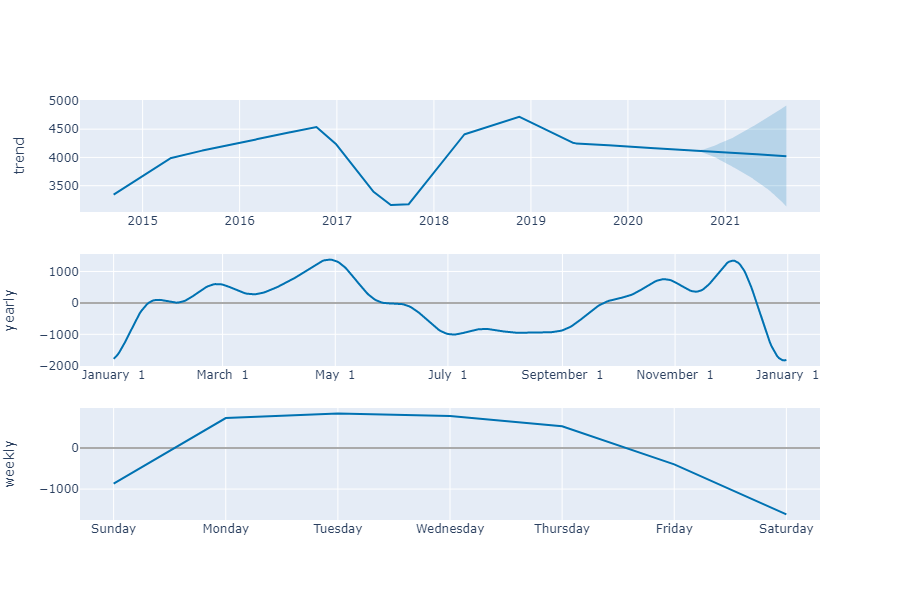 5000
4500
4000
3500
trend
2015 2016 2017 2018 2019 2020 2021
1000
0
−1000
−2000
yearly
January 1 March 1 May 1 July 1 September 1 November 1 January 1
0
−1000
weekly
Sunday Monday Tuesday Wednesday Thursday Friday Saturday